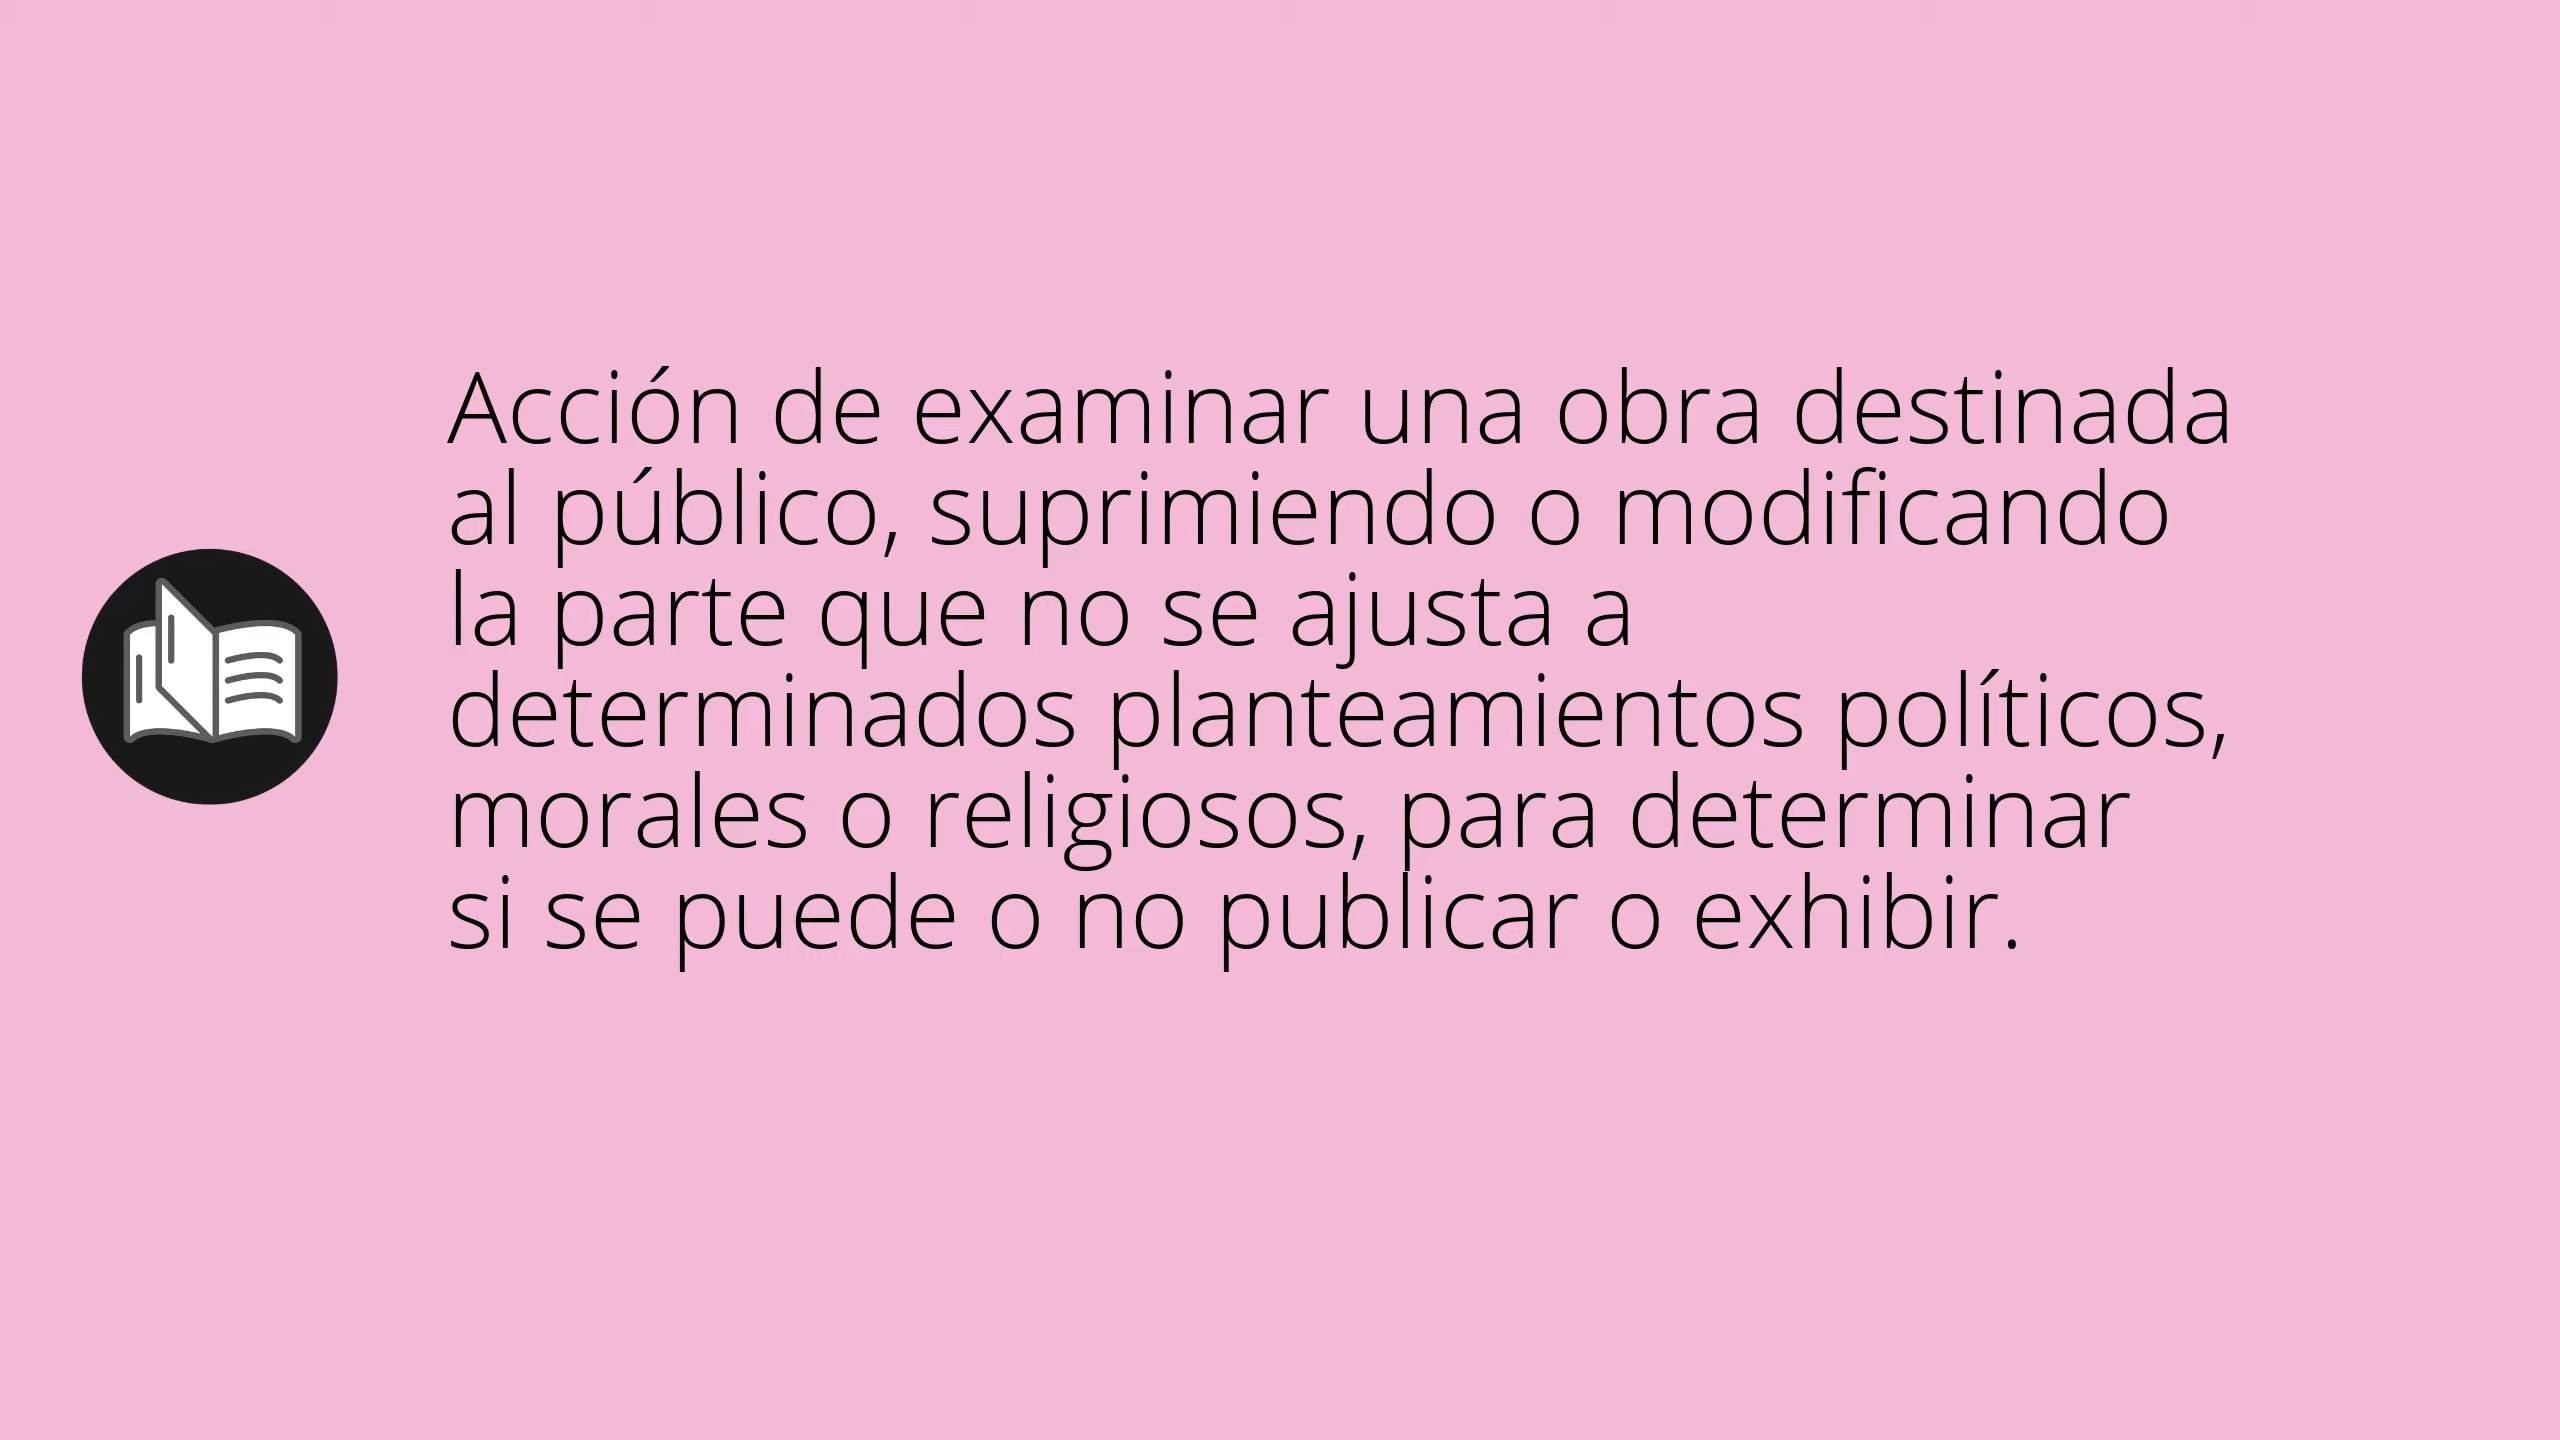 Acción de examinar una obra destinada
al público, suprimiendo o modificando
la parte que no se ajusta a
determinados planteamientos políticos,
morales o religiosos, para determinar
si se puede o no publicar o exhibir.